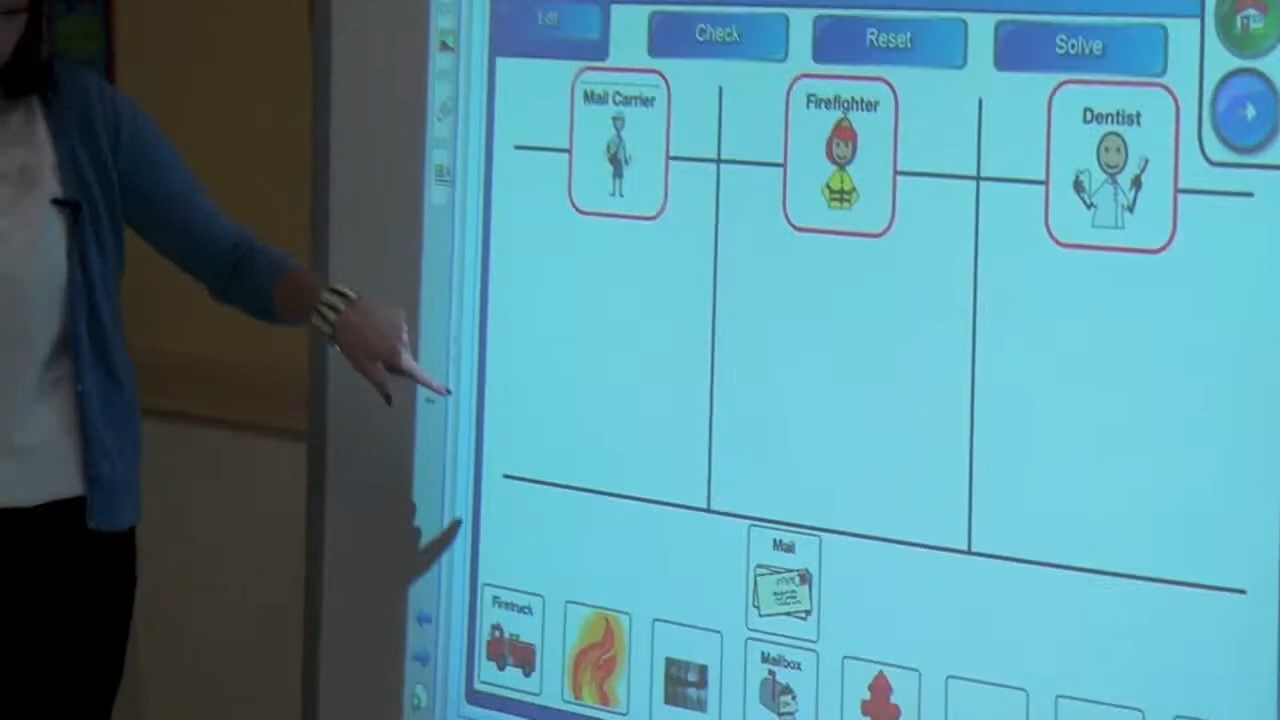 Edit
Check
Reset
Solve
Mail Carrier
Firefighter
Dentist
Mail
Firetruck
Mailbox